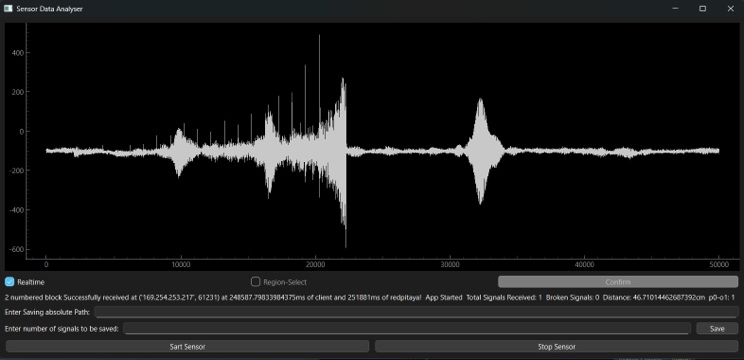 Sensor Data Analyser
400
200
0
-200
-400
-600
0 10000 20000 30000 40000 50000
Realtime Region-Select Confirm
2 numbered block Successfully received at ('169.254.253.217', 61231) at 248587.79833984375ms of client and 251881ms of redpitaya! App Started Total Signals Received: 1 Broken Signals: 0 Distance: 46.71014462687392cm p0-o1: 1
Enter Saving absolute Path:
Enter number of signals to be saved: Save
Sart Sensor Stop Sensor